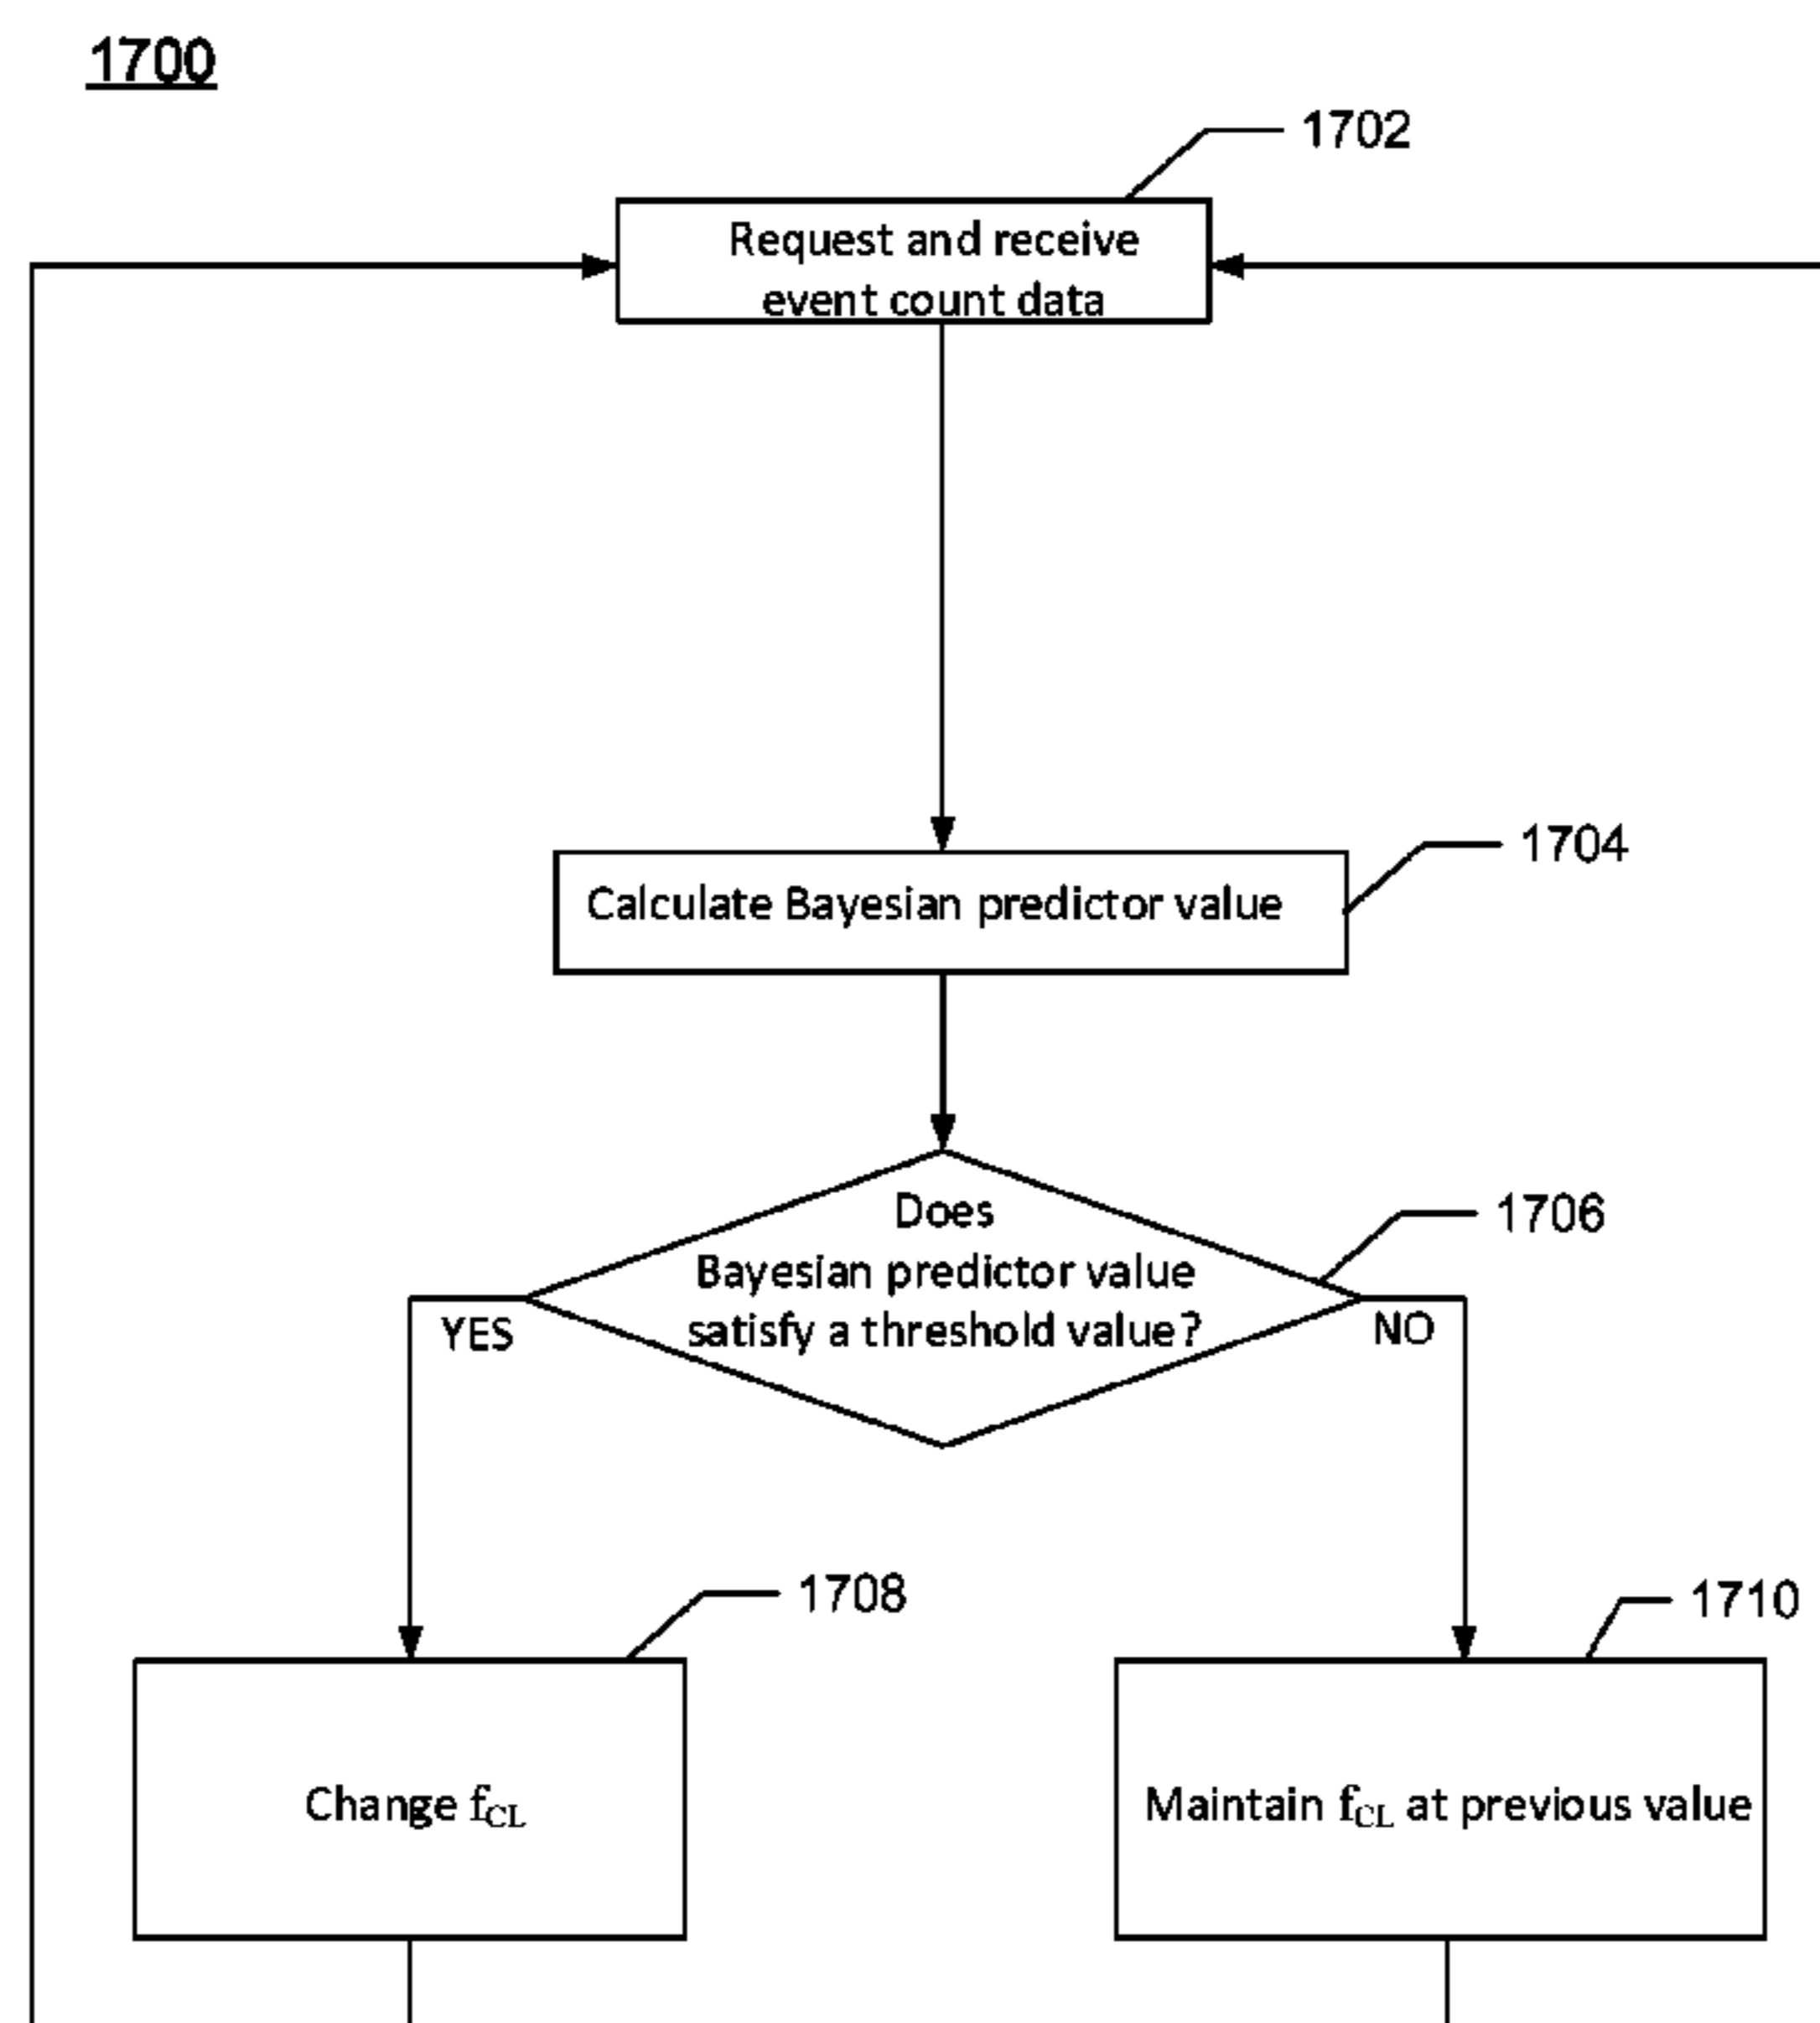 1700
1702
Request and receive
event count data
1704
Calculate Bayesian predictor value
1706
Does
Bayesian predictor value
satisfy a threshold value?
YES
NO
1708
1710
Change fCL
Maintain fCL at previous value